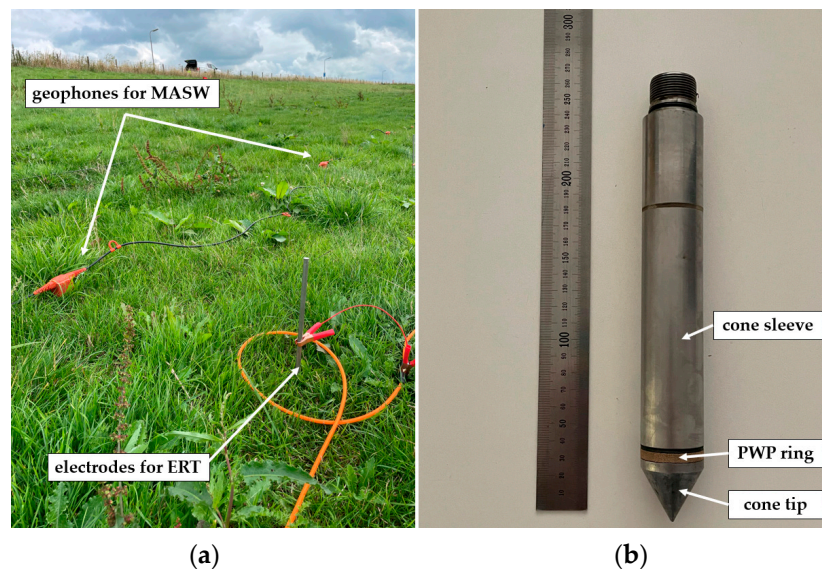 geophones for MASW
electrodes for ERT
300
250
200
150
100
50
cone sleeve
PWP ring
cone tip
(a)
(b)